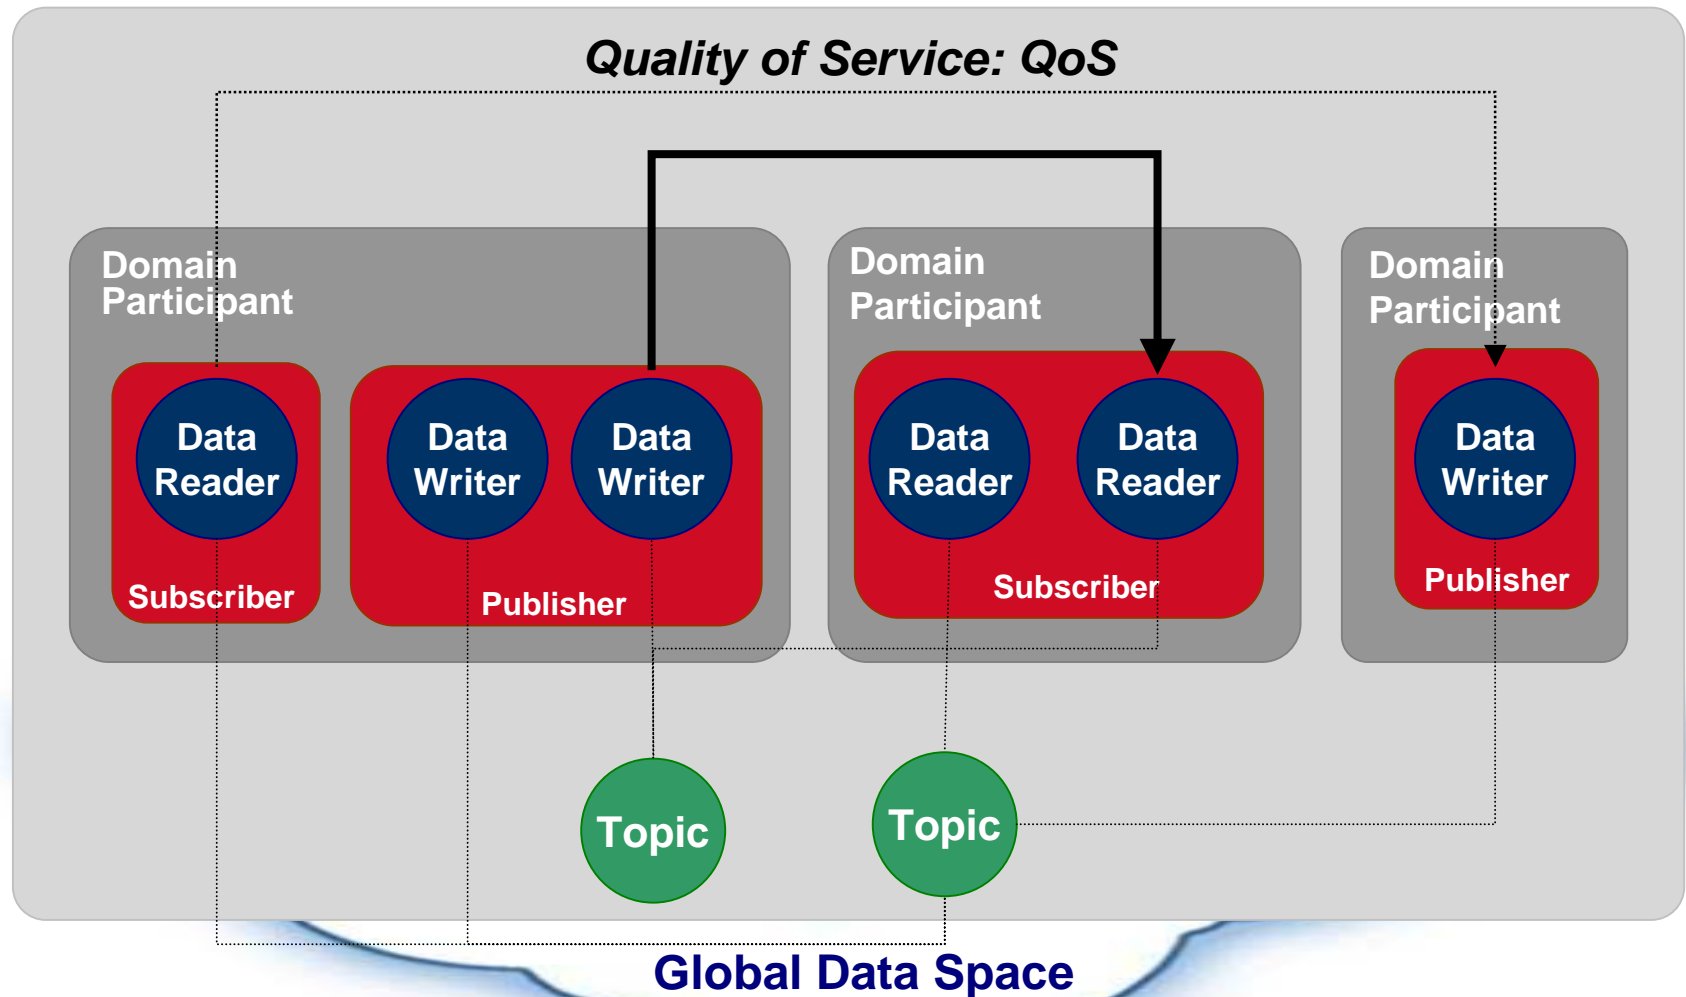 Quality of Service: QoS
Domain
Participant
Domain
Participant
Domain
Participant
Data
Reader
Data
Writer
Data
Writer
Data
Reader
Data
Reader
Data
Writer
Subscriber
Publisher
Subscriber
Publisher
Topic
Topic
Global Data Space